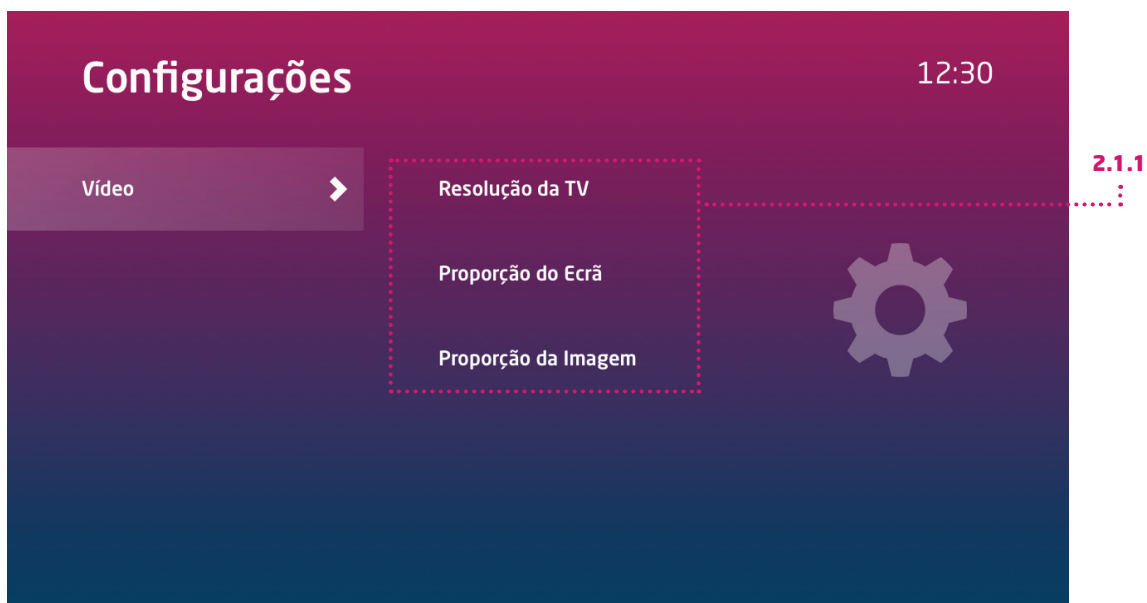 Configurações
12:30
2.1.1
Vídeo
Resolução da TV
Proporção do Ecrã
Proporção da Imagem